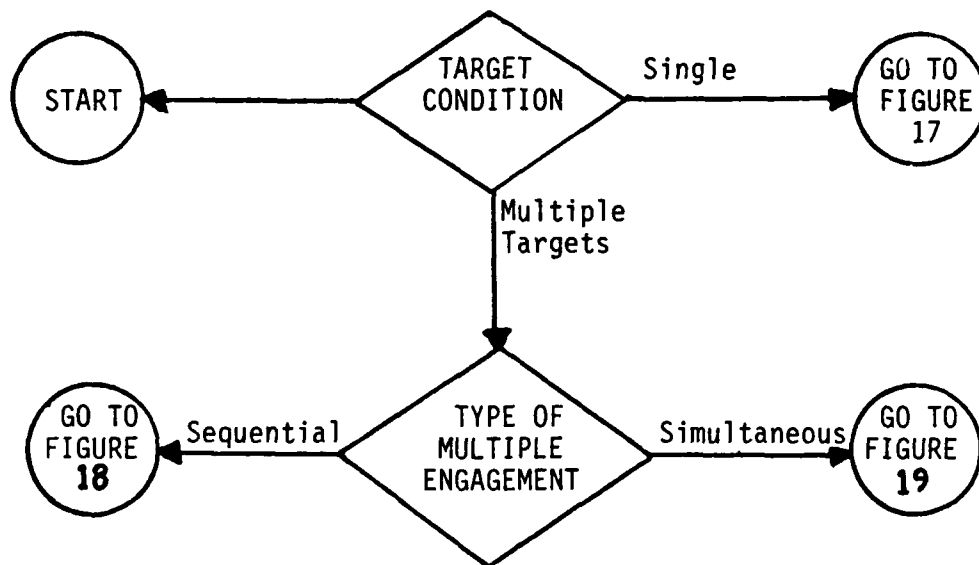 START
TARGET
CONDITION
Single
GO TO
FIGURE
17
Multiple
Targets
GO TO
FIGURE
18
Sequential
TYPE OF
MULTIPLE
ENGAGEMENT
Simultaneous
GO TO
FIGURE
19